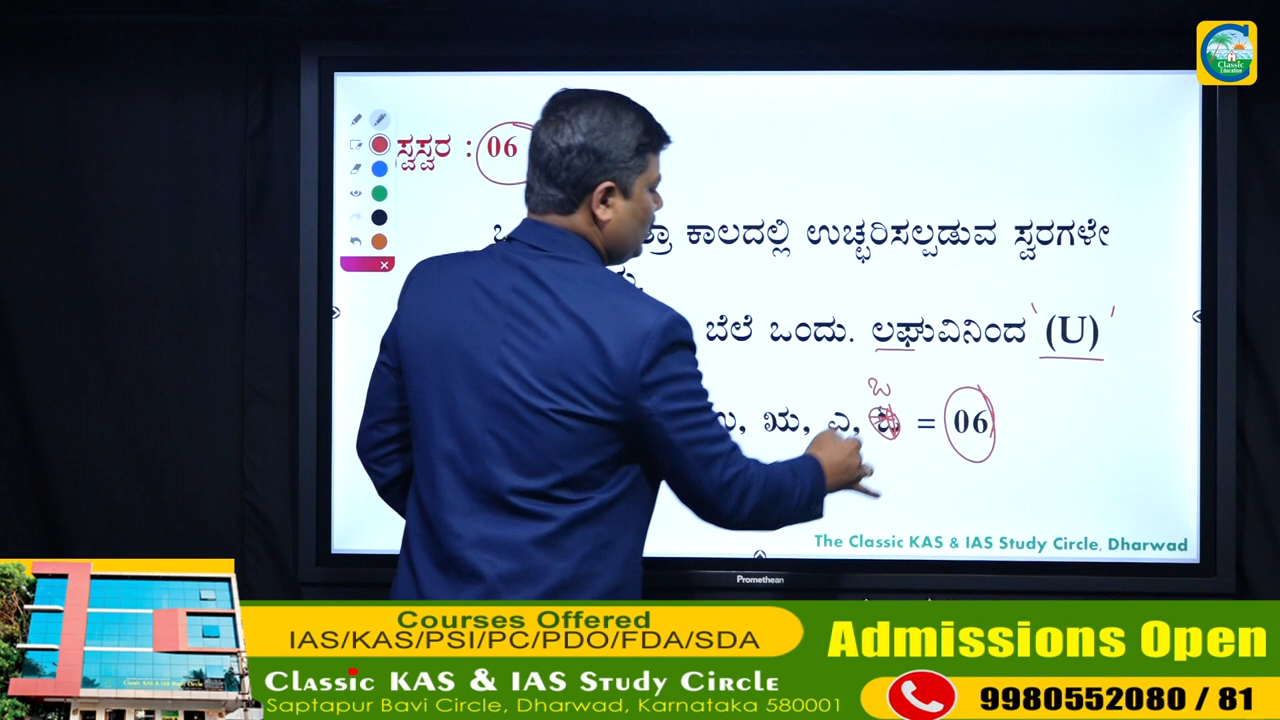 ಸ್ವಸ್ವರ : 06
ಕಾಲದಲ್ಲಿ ಉಚ್ಛರಿಸಲ್ಪಡುವ ಸ್ವರಗಳೇ
ಬೆಲೆ ಒಂದು. ಲಘುವಿನಿಂದ '(U)'
ಋ, ಎ, ಒ = 06
The Classic KAS & IAS Study Circle, Dharwad
Promethean
Classic
Education
Courses Offered
IAS/KAS/PSI/PC/PDO/FDA/SDA
Classic KAS & IAS Study Circle
Saptapur Bavi Circle, Dharwad, Karnataka 580001
Admissions Open
9980552080 / 81